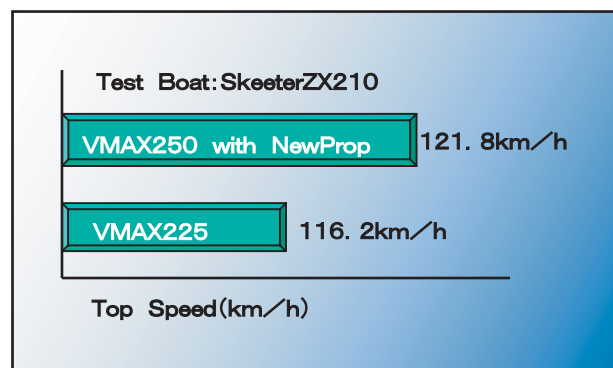 Test Boat:SkeeterZX210
VMAX250 with NewProp 121. 8km/h
VMAX225 116. 2km/h
Top Speed(km/h)